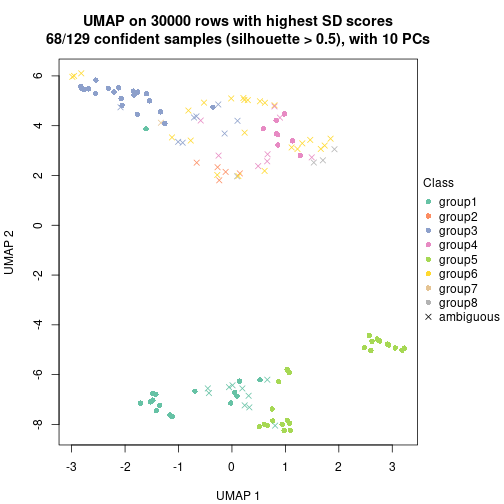 UMAP on 30000 rows with highest SD scores
68/129 confident samples (silhouette > 0.5), with 10 PCs
6
4
2
0
-2
-4
-6
-8
UMAP 2
-3
-2
-1
0
1
2
3
UMAP 1
Class
group1
group2
group3
group4
group5
group6
group7
group8
ambiguous